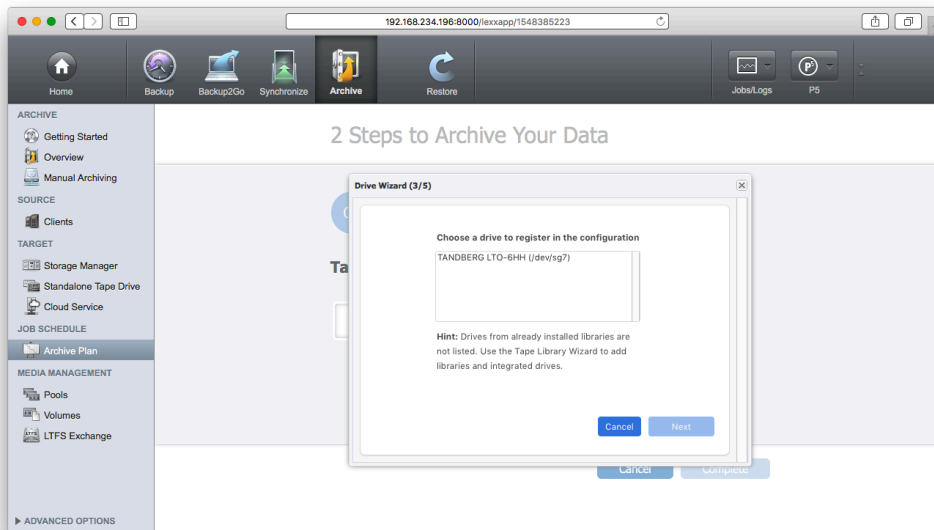 192.168.234.196:8000/lexxapp/1548385223
Home
Backup
Backup2Go
Synchronize
Archive
Restore
Jobs/Logs
P5
ARCHIVE
Getting Started
Overview
Manual Archiving
SOURCE
Clients
TARGET
Storage Manager
Standalone Tape Drive
Cloud Service
JOB SCHEDULE
Archive Plan
MEDIA MANAGEMENT
Pools
Volumes
LTFS Exchange
ADVANCED OPTIONS
2 Steps to Archive Your Data
Ta
Drive Wizard (3/5)
Choose a drive to register in the configuration
TANDBERG LTO-6HH (/dev/sg7)
Hint: Drives from already installed libraries are
not listed. Use the Tape Library Wizard to add
libraries and integrated drives.
Cancel
Next
Cancel
Complete